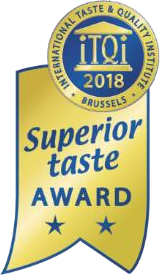 INTERNATIONAL TASTE & QUALITY INSTITUTE
iTQi
2018
• BRUSSELS •
Superior
taste
AWARD